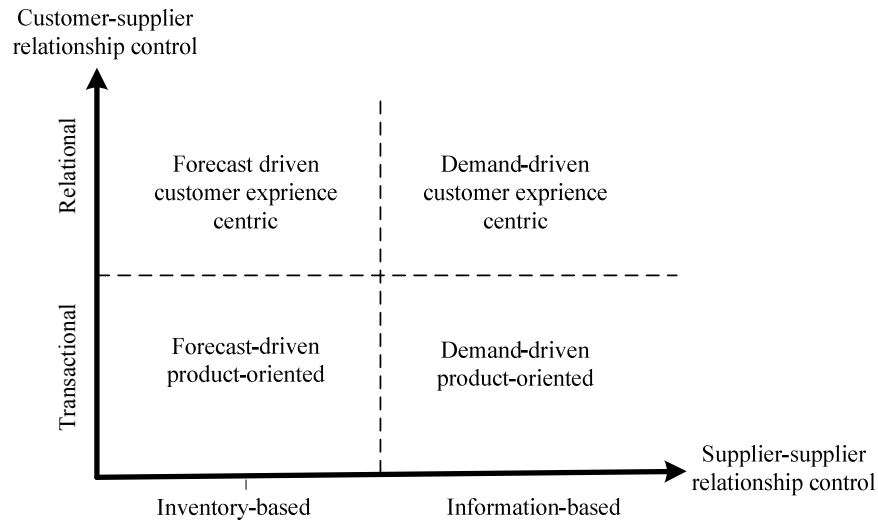 Customer-supplier
relationship control
Relational
Forecast driven
customer exprience
centric
Demand-driven
customer exprience
centric
Transactional
Forecast-driven
product-oriented
Demand-driven
product-oriented
Supplier-supplier
relationship control
Inventory-based
Information-based